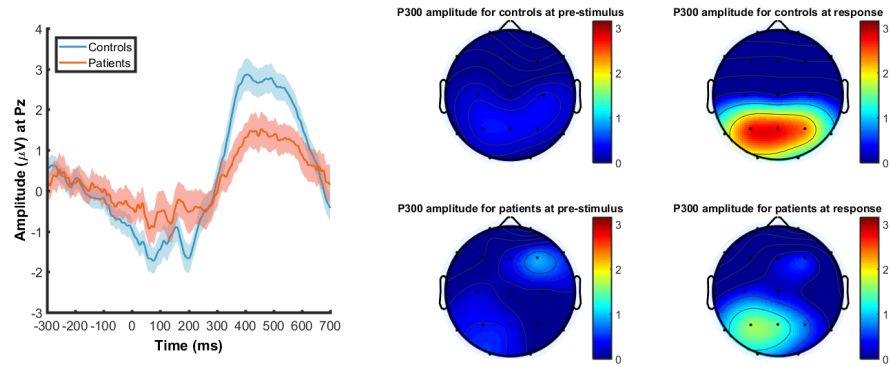 4
3
2
1
0
-1
-2
-3
Amplitude (μV) at Pz
Controls
Patients
-300 -200 -100 0 100 200 300 400 500 600 700
Time (ms)
P300 amplitude for controls at pre-stimulus
3
2
1
0
P300 amplitude for controls at response
3
2
1
0
P300 amplitude for patients at pre-stimulus
3
2
1
0
P300 amplitude for patients at response
3
2
1
0